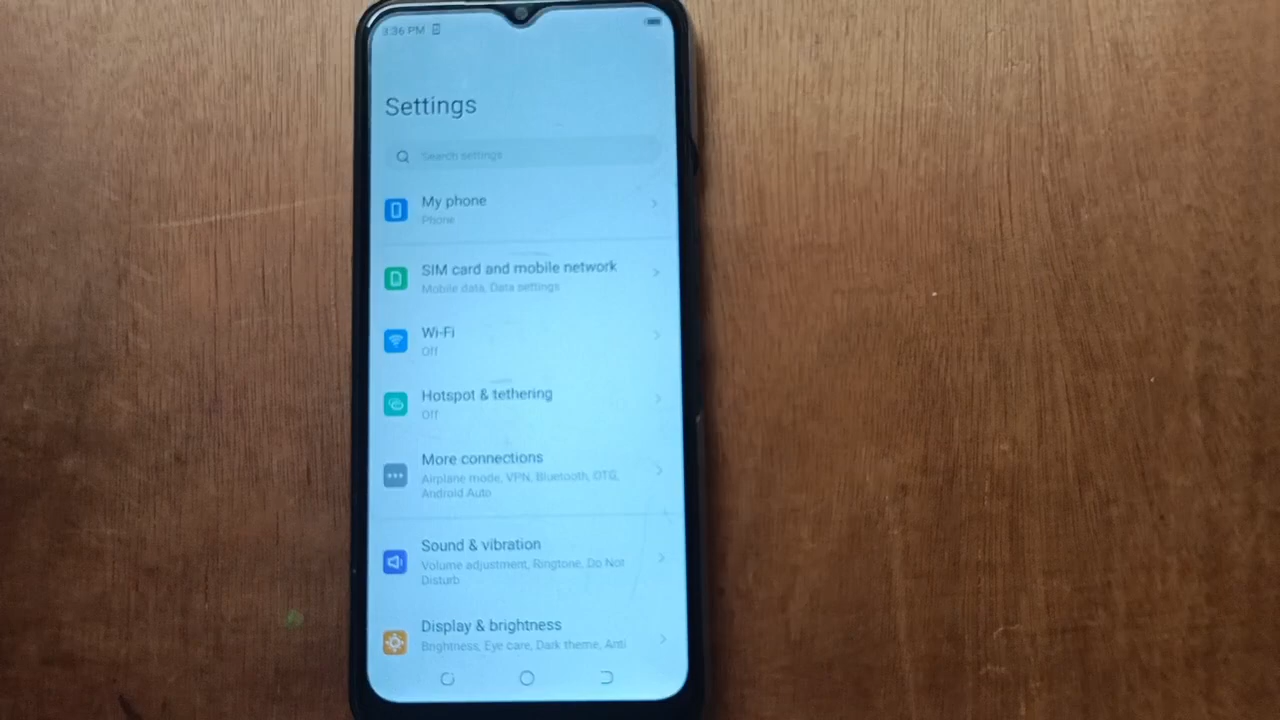 3:36 PM
Settings
Search settings
My phone
Phone
SIM card and mobile network
Mobile data, Data settings
Wi-Fi
Off
Hotspot & tethering
Off
More connections
Airplane mode, VPN, Bluetooth, OTG,
Android Auto
Sound & vibration
Volume adjustment, Ringtone, Do Not
Disturb
Display & brightness
Brightness, Eye care, Dark theme, Anti